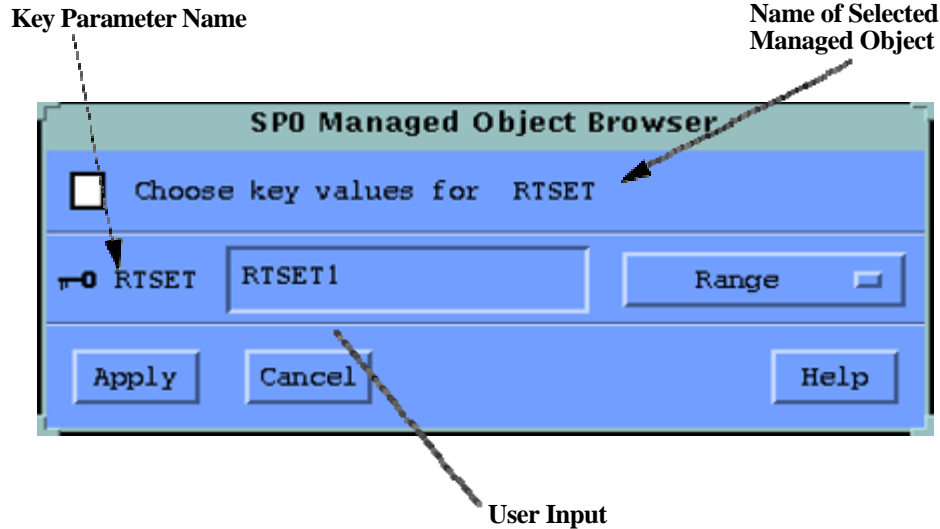 Key Parameter Name
Name of Selected
Managed Object
SP0 Managed Object Browser
Choose key values for RTSET
RTSET RTSET1 Range
Apply Cancel Help
User Input